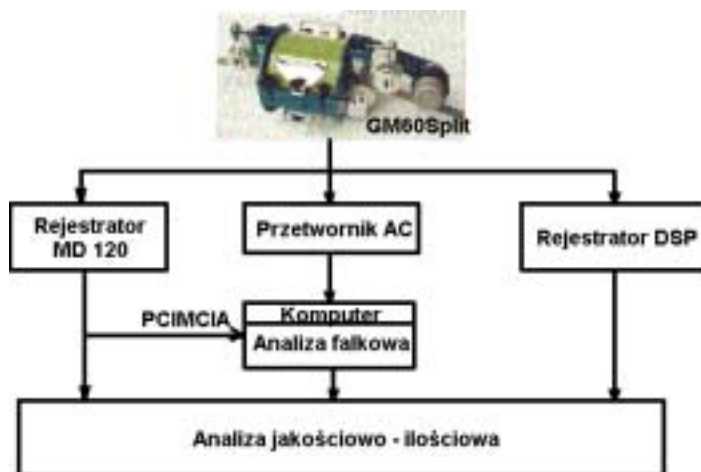 GM60Split
Rejestrator
MD 120
Przetwornik AC
Rejestrator DSP
PCIMCIA
Komputer
Analiza falkowa
Analiza jakościowo - ilościowa